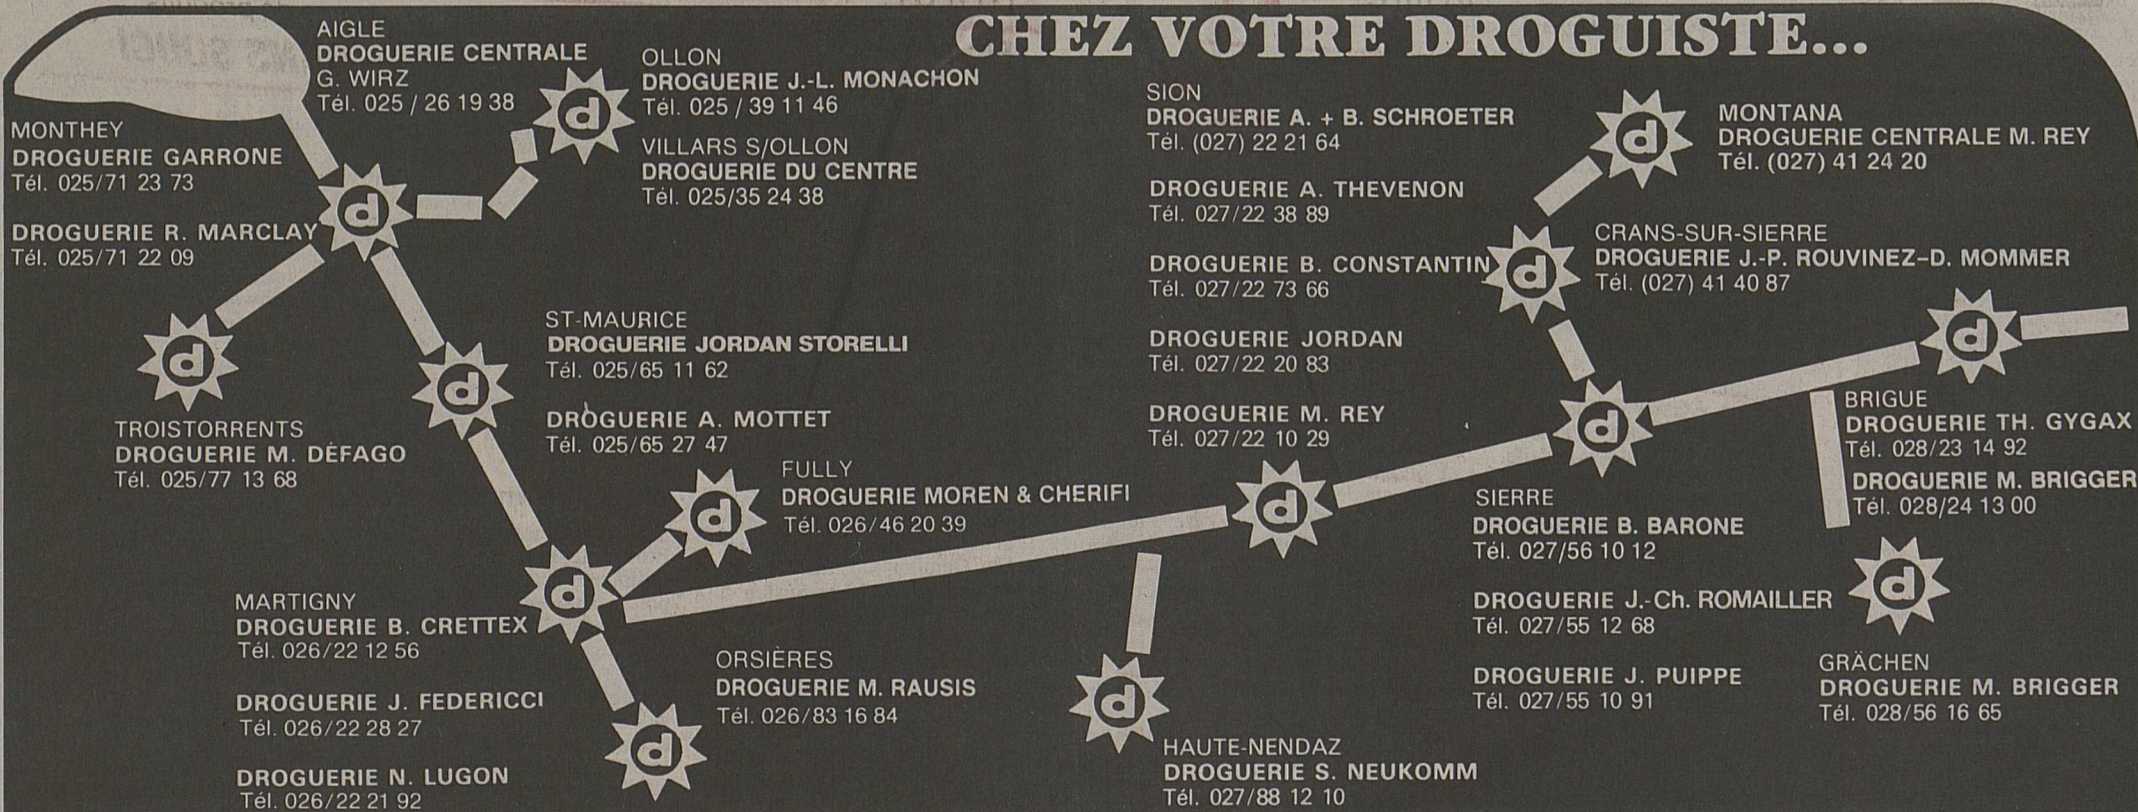 CHEZ VOTRE DROGUISTE...
AIGLE
DROGUERIE CENTRALE
G. WIRZ
Tél. 025 / 26 19 38
OLLON
DROGUERIE J.-L. MONACHON
Tél. 025 / 39 11 46
VILLARS S/OLLON
DROGUERIE DU CENTRE
Tél. 025/35 24 38
MONTHEY
DROGUERIE GARRONE
Tél. 025/71 23 73
DROGUERIE R. MARCLAY
Tél. 025/71 22 09
TROISTORRENTS
DROGUERIE M. DÉFAGO
Tél. 025/77 13 68
ST-MAURICE
DROGUERIE JORDAN STORELLI
Tél. 025/65 11 62
DROGUERIE A. MOTTET
Tél. 025/65 27 47
FULLY
DROGUERIE MOREN & CHERIFI
Tél. 026/46 20 39
MARTIGNY
DROGUERIE B. CRETTEX
Tél. 026/22 12 56
DROGUERIE J. FEDERICCI
Tél. 026/22 28 27
DROGUERIE N. LUGON
Tél. 026/22 21 92
ORSIÈRES
DROGUERIE M. RAUSIS
Tél. 026/83 16 84
SION
DROGUERIE A. + B. SCHROETER
Tél. (027) 22 21 64
DROGUERIE A. THEVENON
Tél. 027/22 38 89
DROGUERIE B. CONSTANTIN
Tél. 027/22 73 66
DROGUERIE JORDAN
Tél. 027/22 20 83
DROGUERIE M. REY
Tél. 027/22 10 29
MONTANA
DROGUERIE CENTRALE M. REY
Tél. (027) 41 24 20
CRANS-SUR-SIERRE
DROGUERIE J.-P. ROUVINEZ–D. MOMMER
Tél. (027) 41 40 87
HAUTE-NENDAZ
DROGUERIE S. NEUKOMM
Tél. 027/88 12 10
SIERRE
DROGUERIE B. BARONE
Tél. 027/56 10 12
DROGUERIE J.-Ch. ROMAILLER
Tél. 027/55 12 68
DROGUERIE J. PUIPPE
Tél. 027/55 10 91
BRIGUE
DROGUERIE TH. GYGAX
Tél. 028/23 14 92
DROGUERIE M. BRIGGER
Tél. 028/24 13 00
GRÄCHEN
DROGUERIE M. BRIGGER
Tél. 028/56 16 65
d
d
d
d
d
d
d
d
d
d
d
d
d
d